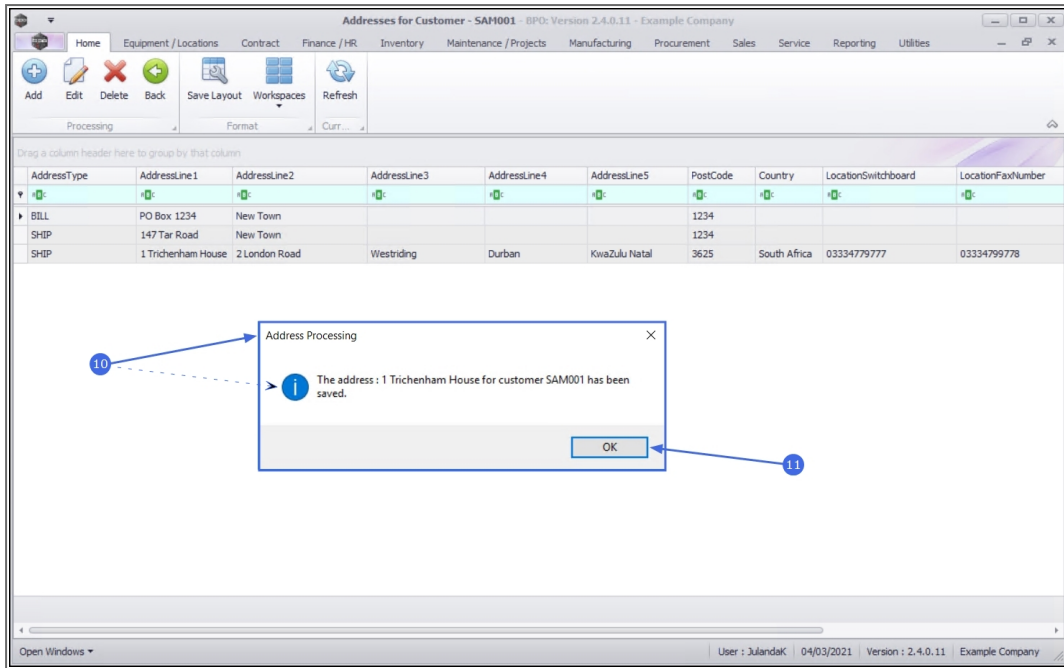 Addresses for Customer - SAM001 - BPO: Version 2.4.0.11 - Example Company
Home Equipment / Locations Contract Finance / HR Inventory Maintenance / Projects Manufacturing Procurement Sales Service Reporting Utilities
Add Edit Delete Back Save Layout Workspaces Refresh
Processing Format Curr...
Drag a column header here to group by that column
AddressType AddressLine1 AddressLine2 AddressLine3 AddressLine4 AddressLine5 PostCode Country LocationSwitchboard LocationFaxNumber
BILL PO Box 1234 New Town 1234
SHIP 147 Tar Road New Town 1234
SHIP 1 Trichenham House 2 London Road Westriding Durban KwaZulu Natal 3625 South Africa 03334779777 03334799778
Address Processing
10
The address : 1 Trichenham House for customer SAM001 has been
saved.
OK
11
Open Windows User : JulandaK 04/03/2021 Version : 2.4.0.11 Example Company